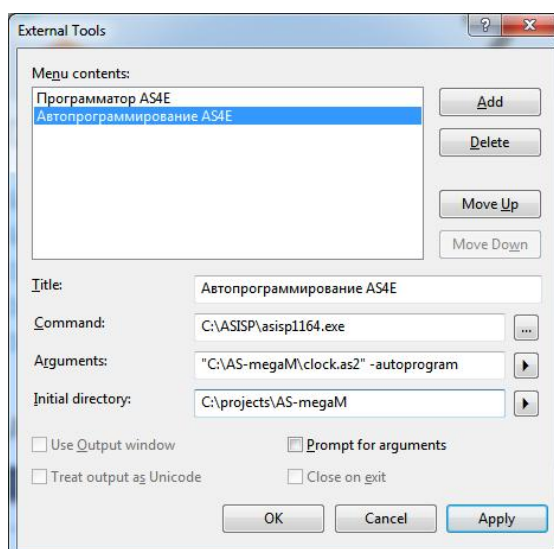 External Tools
Menu contents:
Программатор AS4E
Автопрограммирование AS4E
Add
Delete
Move Up
Move Down
Title:
Автопрограммирование AS4E
Command:
C:\ASISP\asisp1164.exe
...
Arguments:
"C:\AS-megaM\clock.as2" -autoprogram
Initial directory:
C:\projects\AS-megaM
Use Output window
Prompt for arguments
Treat output as Unicode
Close on exit
OK
Cancel
Apply